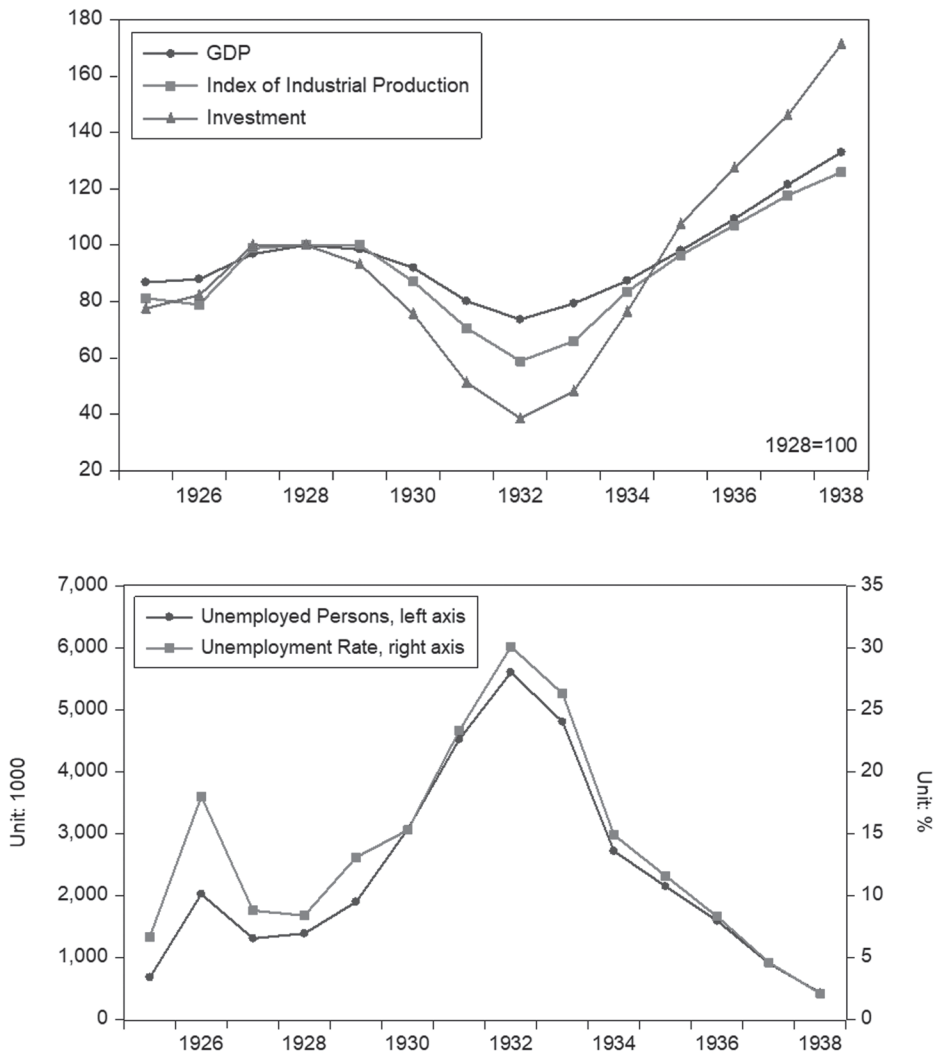 180
GDP
160
Index of Industrial Production
Investment
140
120
100
80
60
40
1928=100
20
1926 1928 1930 1932 1934 1936 1938
7,000 35
Unemployed Persons, left axis
Unemployment Rate, right axis
6,000 30
5,000 25
4,000 20
Unit: 1000
Unit: %
3,000 15
2,000 10
1,000 5
0 0
1926 1928 1930 1932 1934 1936 1938